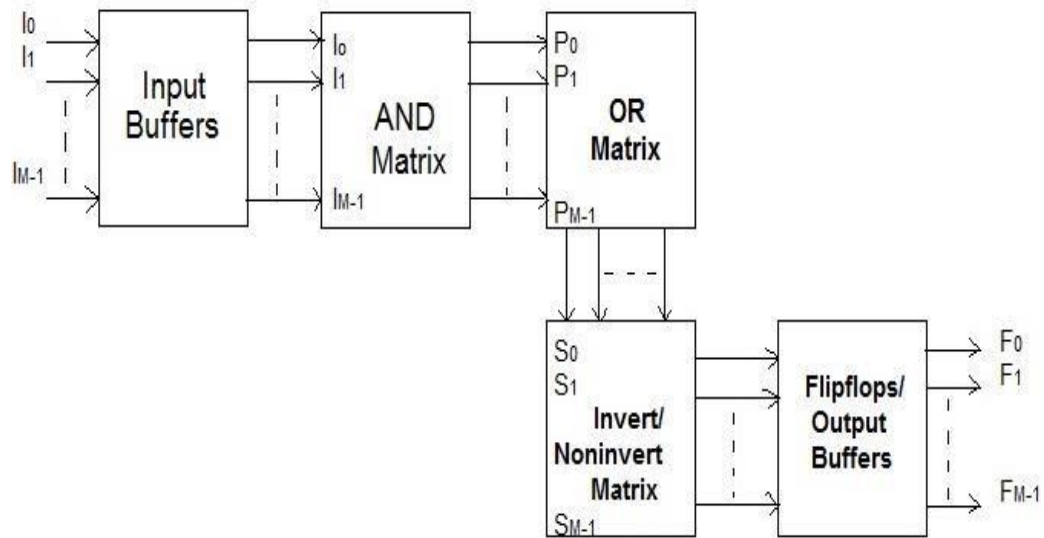 I0
I1
IM-1
Input
Buffers
Io
I1
IM-1
AND
Matrix
P0
P1
PM-1
OR
Matrix
S0
S1
Invert/
Noninvert
Matrix
SM-1
Flipflops/
Output
Buffers
F0
F1
FM-1